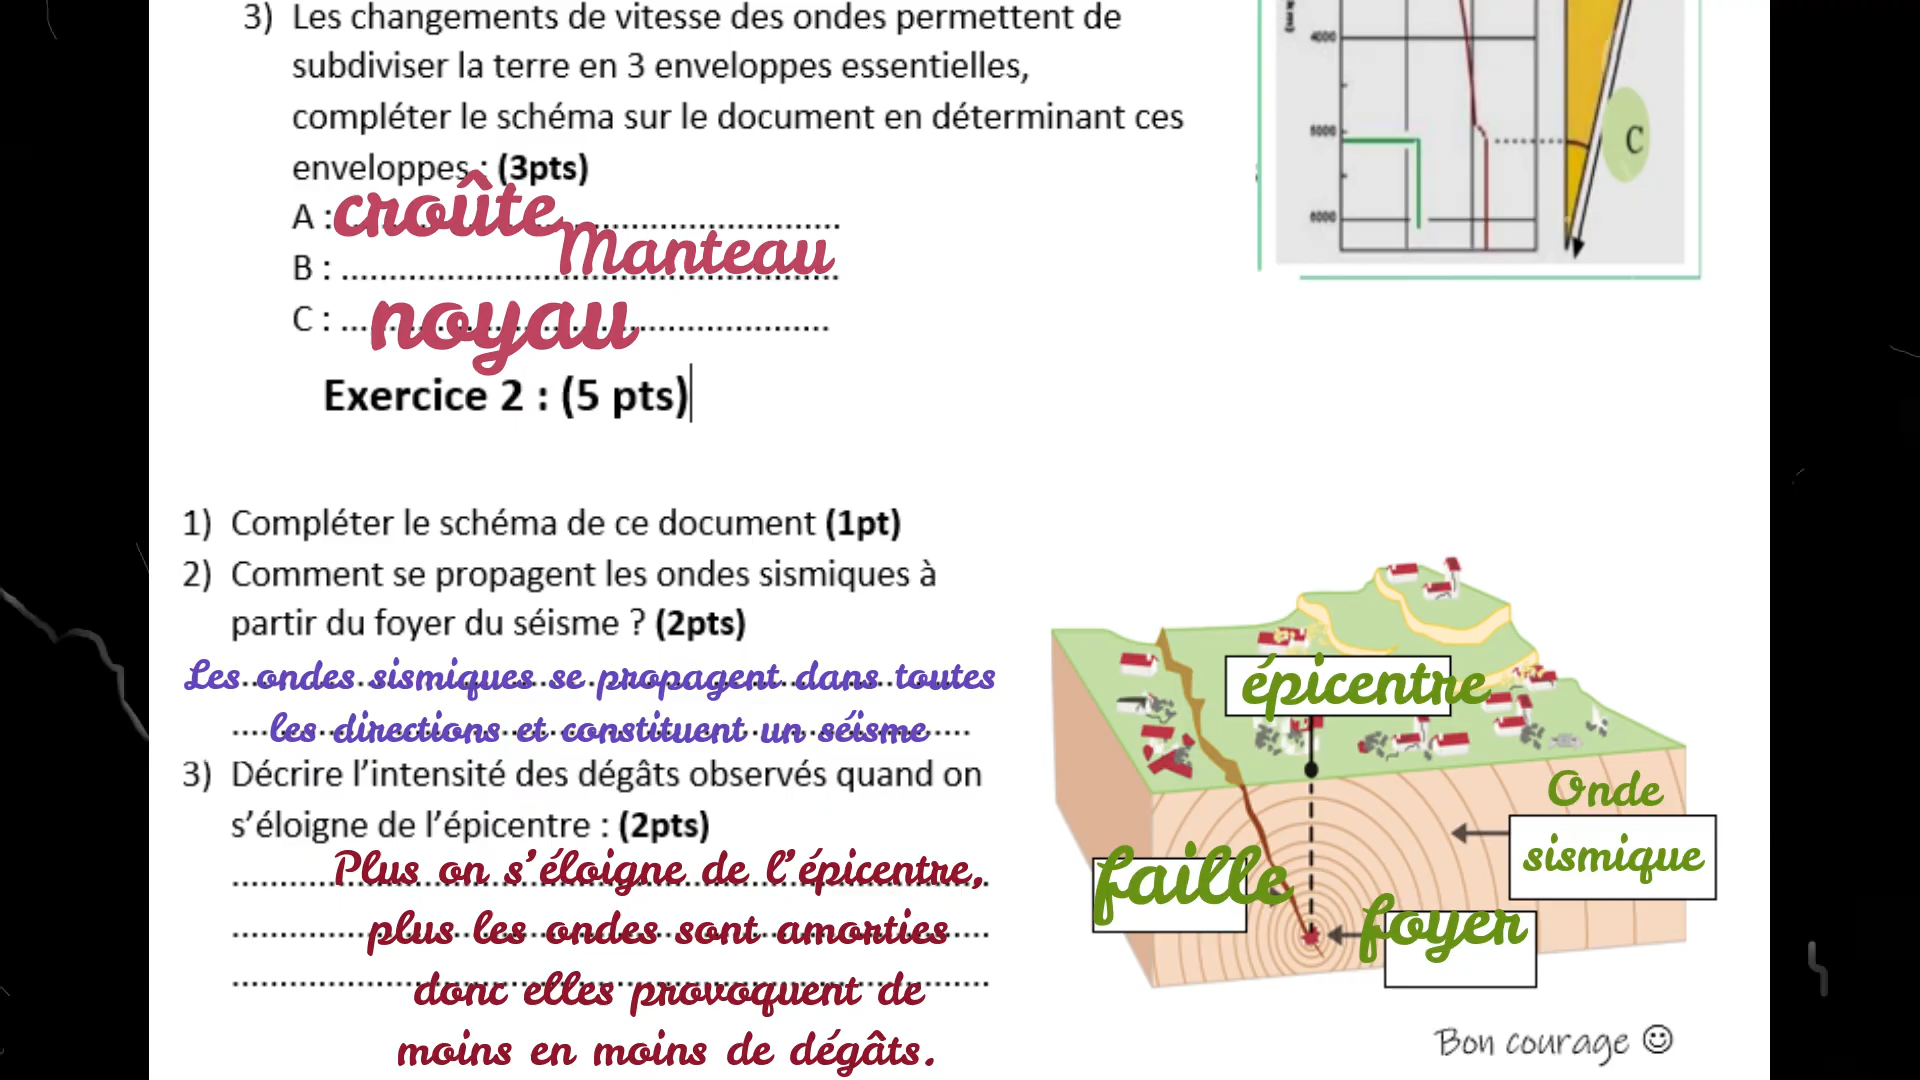 3) Les changements de vitesse des ondes permettent de
subdiviser la terre en 3 enveloppes essentielles,
compléter le schéma sur le document en déterminant ces
enveloppes : (3pts)
A : croûte
B : Manteau
C : noyau
4000
5000
6000
C
Exercice 2 : (5 pts)
1) Compléter le schéma de ce document (1pt)
2) Comment se propagent les ondes sismiques à
partir du foyer du séisme ? (2pts)
Les ondes sismiques se propagent dans toutes
les directions et constituent un séisme
3) Décrire l’intensité des dégâts observés quand on
s’éloigne de l’épicentre : (2pts)
Plus on s’éloigne de l’épicentre,
plus les ondes sont amorties
donc elles provoquent de
moins en moins de dégâts.
épicentre
Onde
sismique
faille
foyer
Bon courage ☺